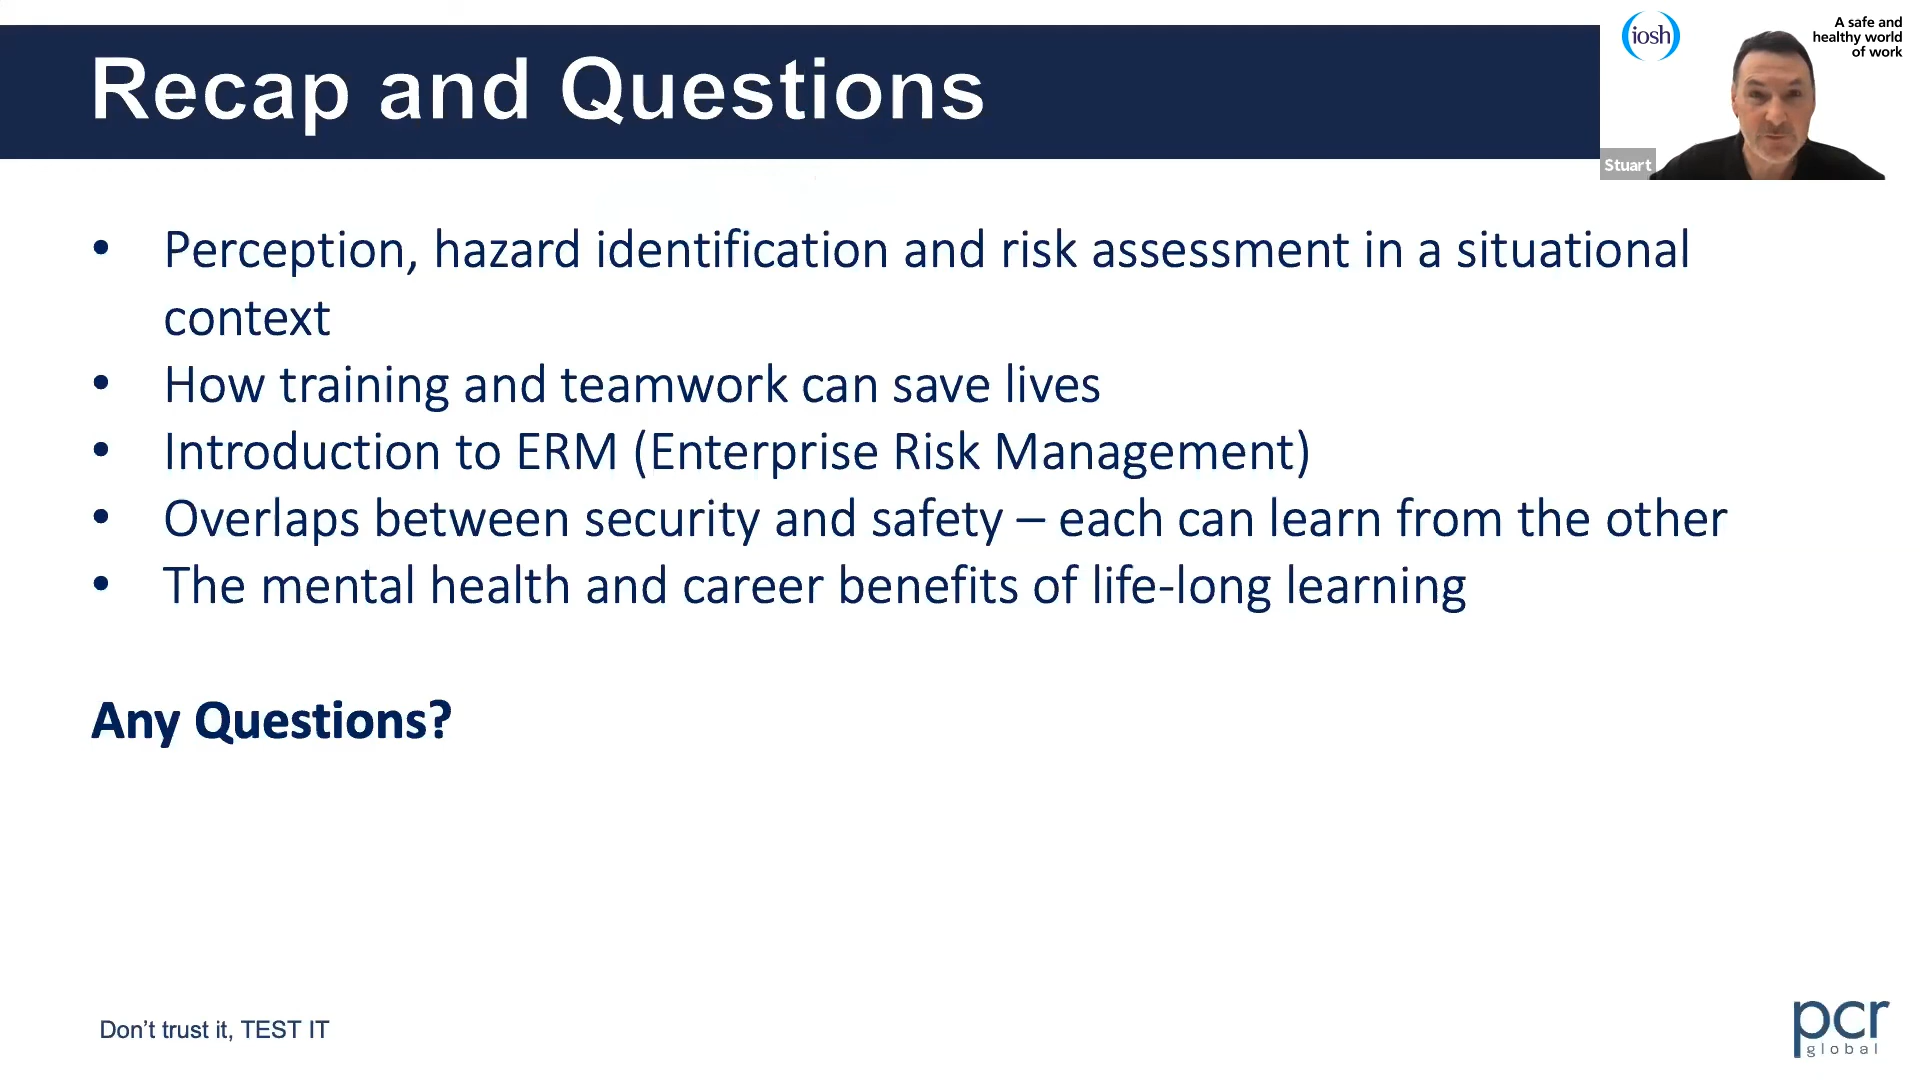 Recap and Questions
iosh
A safe and
healthy world
of work
Stuart
• Perception, hazard identification and risk assessment in a situational
context
• How training and teamwork can save lives
• Introduction to ERM (Enterprise Risk Management)
• Overlaps between security and safety – each can learn from the other
• The mental health and career benefits of life-long learning
Any Questions?
Don’t trust it, TEST IT
pcr
global